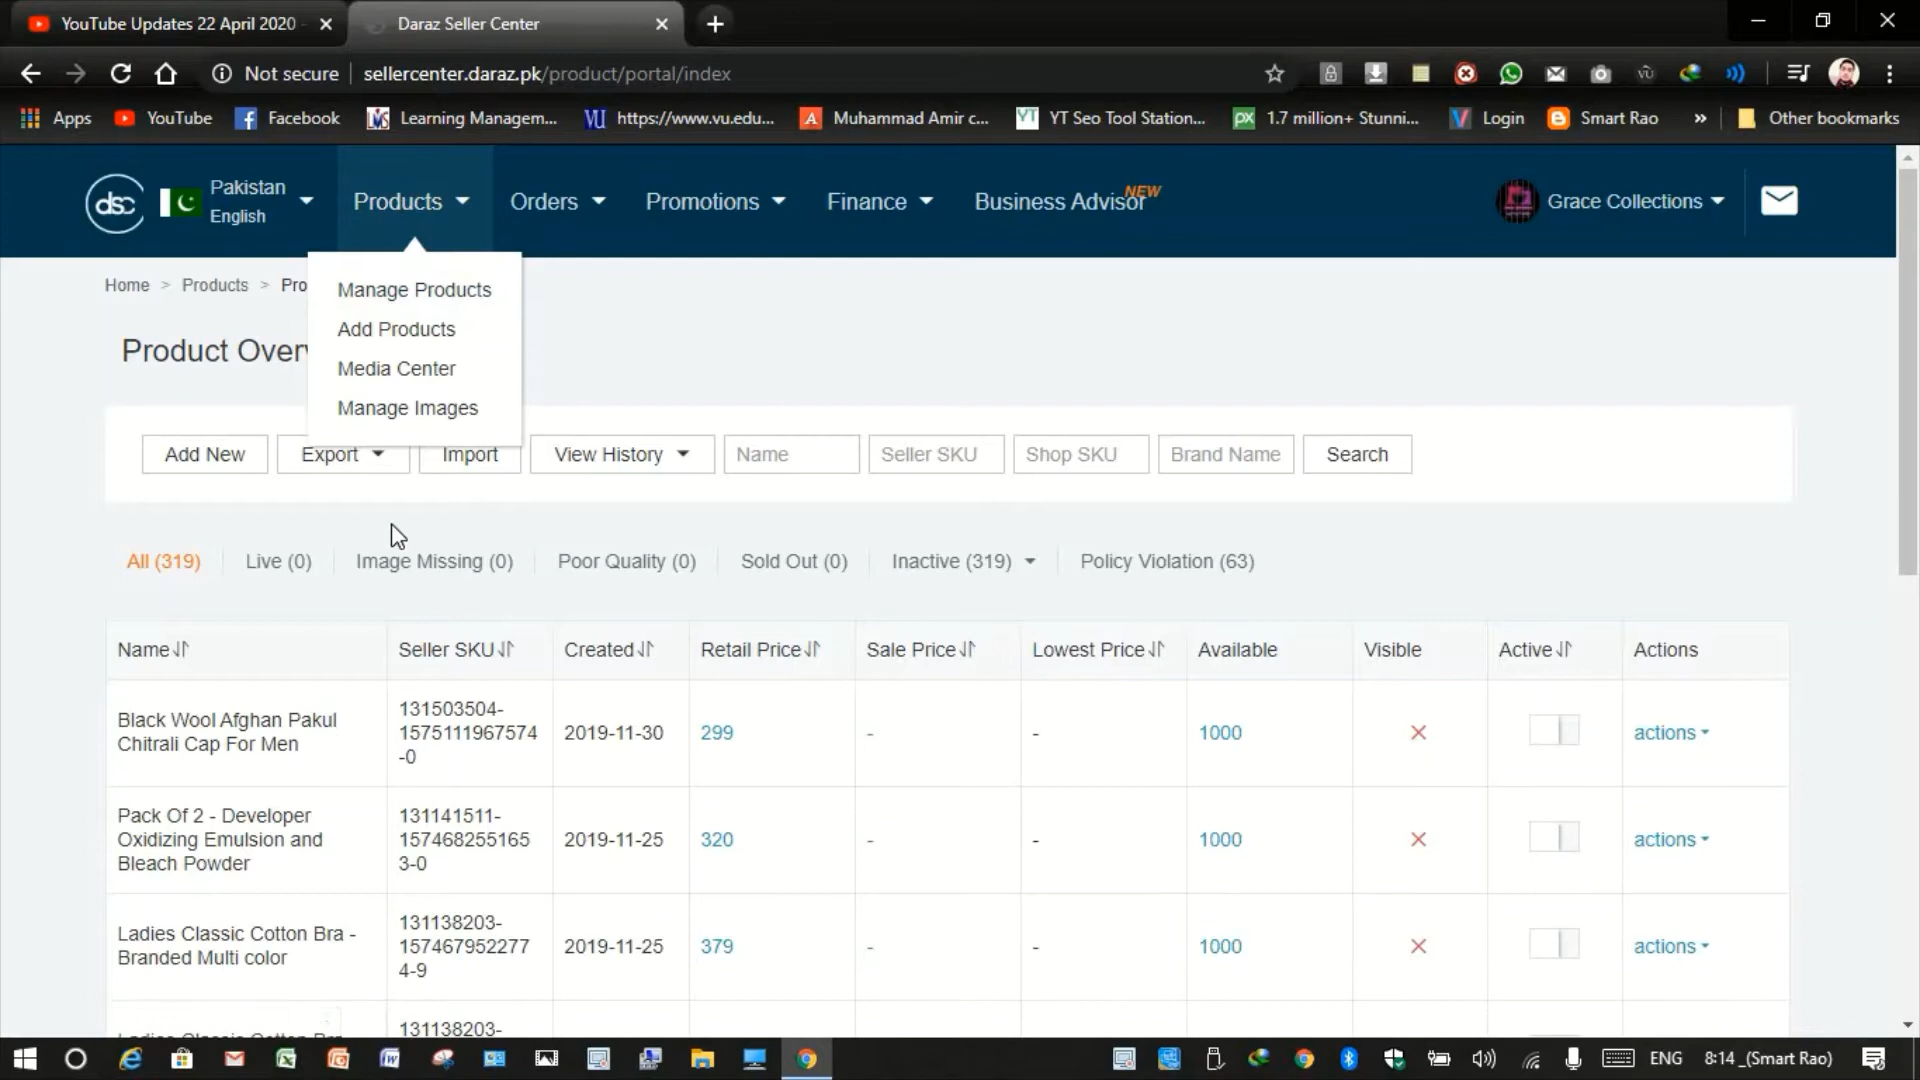 YouTube Updates 22 April 2020
Daraz Seller Center
Not secure
sellercenter.daraz.pk/product/portal/index
Apps
YouTube
Facebook
Learning Managem...
https://www.vu.edu...
Muhammad Amir c...
YT Seo Tool Station...
1.7 million+ Stunni...
Login
Smart Rao
Other bookmarks
dsc
Pakistan
English
Products
Orders
Promotions
Finance
Business Advisor
NEW
Grace Collections
Home > Products > Pro
Manage Products
Add Products
Media Center
Manage Images
Product Over
Add New
Export
Import
View History
Name
Seller SKU
Shop SKU
Brand Name
Search
All (319)
Live (0)
Image Missing (0)
Poor Quality (0)
Sold Out (0)
Inactive (319)
Policy Violation (63)
Name
Seller SKU
Created
Retail Price
Sale Price
Lowest Price
Available
Visible
Active
Actions
Black Wool Afghan Pakul
Chitrali Cap For Men
131503504-
1575111967574
-0
2019-11-30
299
-
-
1000
actions
Pack Of 2 - Developer
Oxidizing Emulsion and
Bleach Powder
131141511-
157468255165
3-0
2019-11-25
320
-
-
1000
actions
Ladies Classic Cotton Bra -
Branded Multi color
131138203-
157467952277
4-9
2019-11-25
379
-
-
1000
actions
Ladies Classic Cotton Bra
131138203-
ENG
8:14_(Smart Rao)